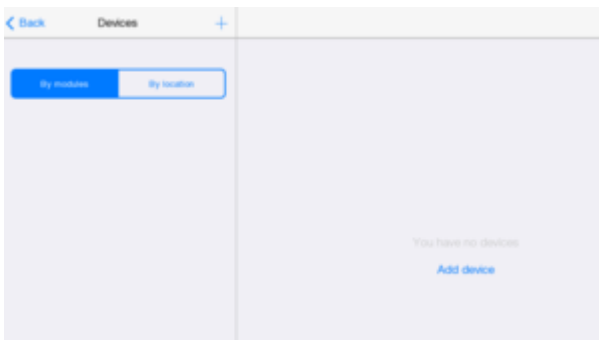 Back Devices +
By modules By location
You have no devices
Add device